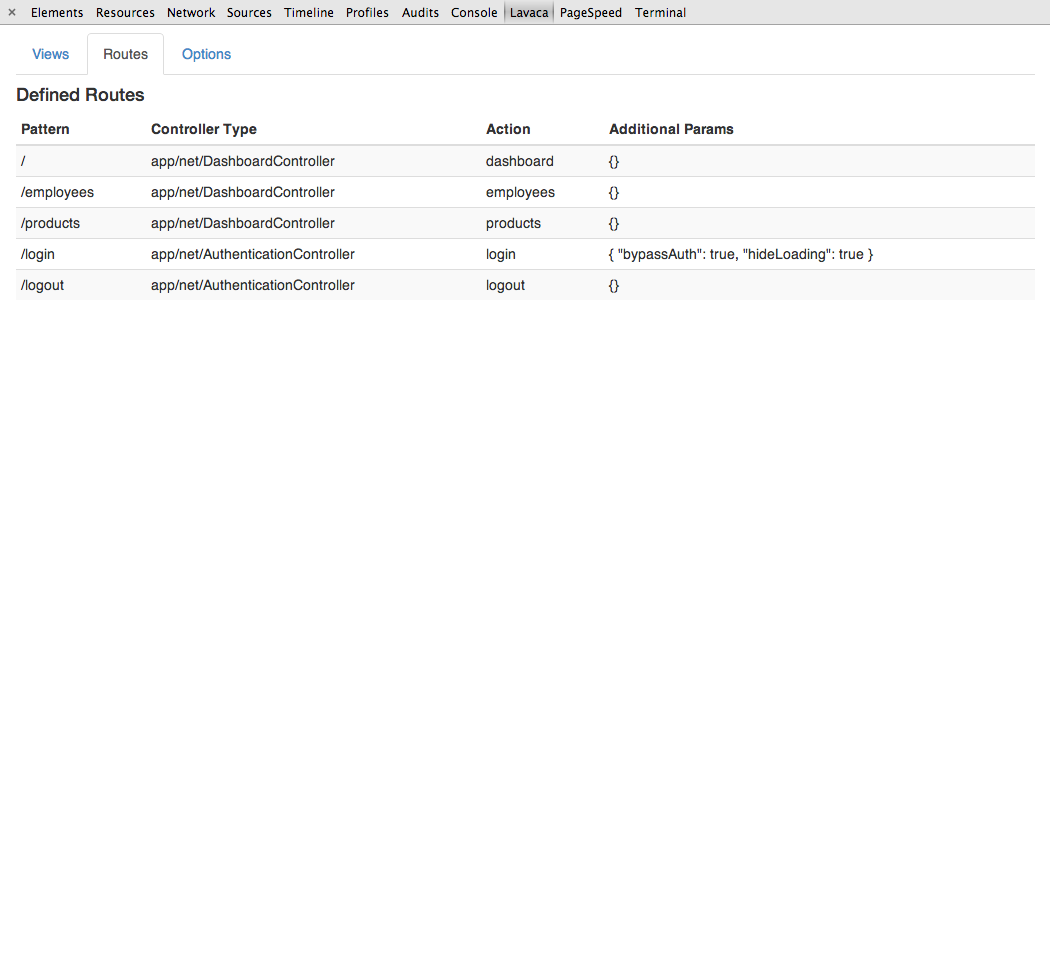 × Elements Resources Network Sources Timeline Profiles Audits Console Lavaca PageSpeed Terminal
Views Routes Options
Defined Routes
Pattern Controller Type Action Additional Params
/ app/net/DashboardController dashboard {}
/employees app/net/DashboardController employees {}
/products app/net/DashboardController products {}
/login app/net/AuthenticationController login { "bypassAuth": true, "hideLoading": true }
/logout app/net/AuthenticationController logout {}